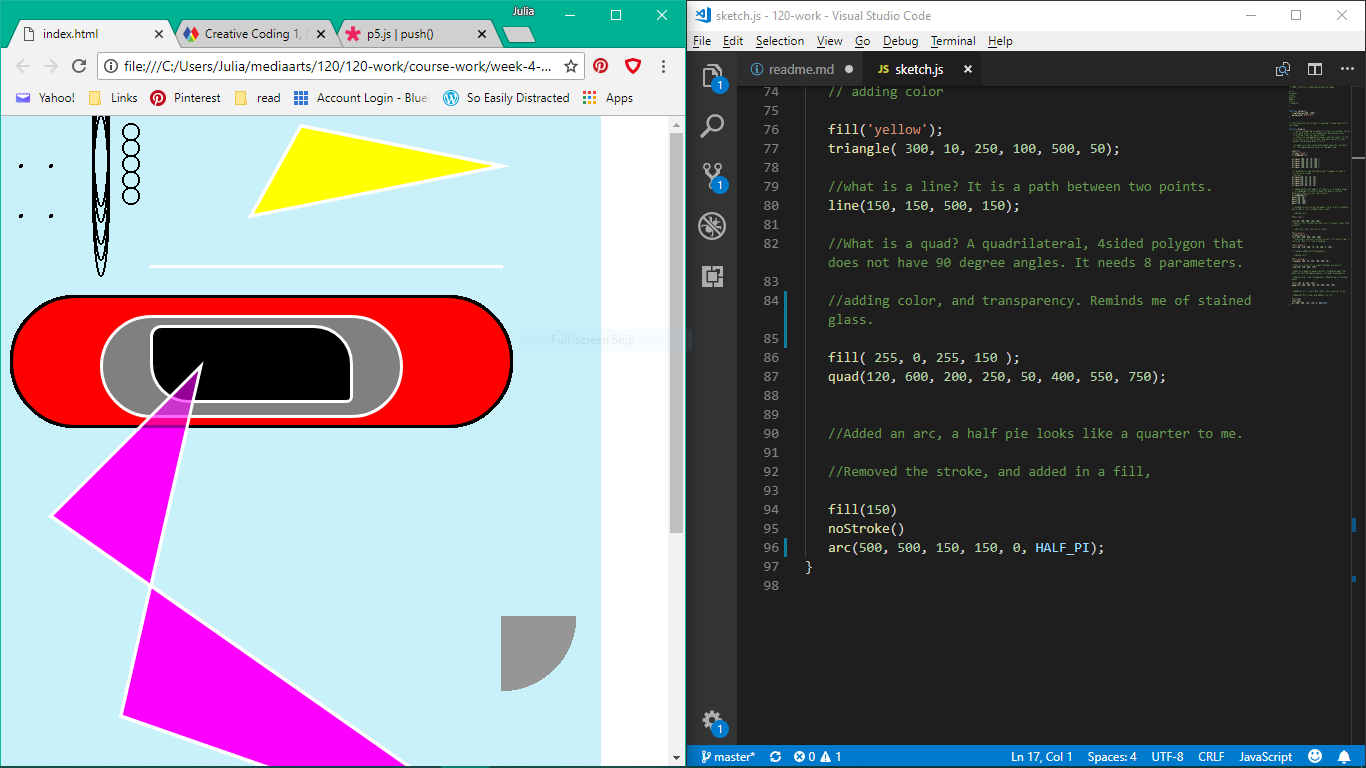 Julia
index.html
Creative Coding 1,
p5.js | push()
file:///C:/Users/Julia/mediaarts/120/120-work/course-work/week-4-...
Yahoo!
Links
Pinterest
read
Account Login - Blue
So Easily Distracted
Apps
Full-screen Snip
sketch.js - 120-work - Visual Studio Code
File Edit Selection View Go Debug Terminal Help
readme.md
JS sketch.js
1
1
1
74 // adding color
75
76 fill('yellow');
77 triangle( 300, 10, 250, 100, 500, 50);
78
79 //what is a line? It is a path between two points.
80 line(150, 150, 500, 150);
81
82 //What is a quad? A quadrilateral, 4sided polygon that
does not have 90 degree angles. It needs 8 parameters.
83
84 //adding color, and transparency. Reminds me of stained
glass.
85
86 fill( 255, 0, 255, 150 );
87 quad(120, 600, 200, 250, 50, 400, 550, 750);
88
89
90 //Added an arc, a half pie looks like a quarter to me.
91
92 //Removed the stroke, and added in a fill,
93
94 fill(150)
95 noStroke()
96 arc(500, 500, 150, 150, 0, HALF_PI);
97 }
98
master* 0 1 Ln 17, Col 1 Spaces: 4 UTF-8 CRLF JavaScript